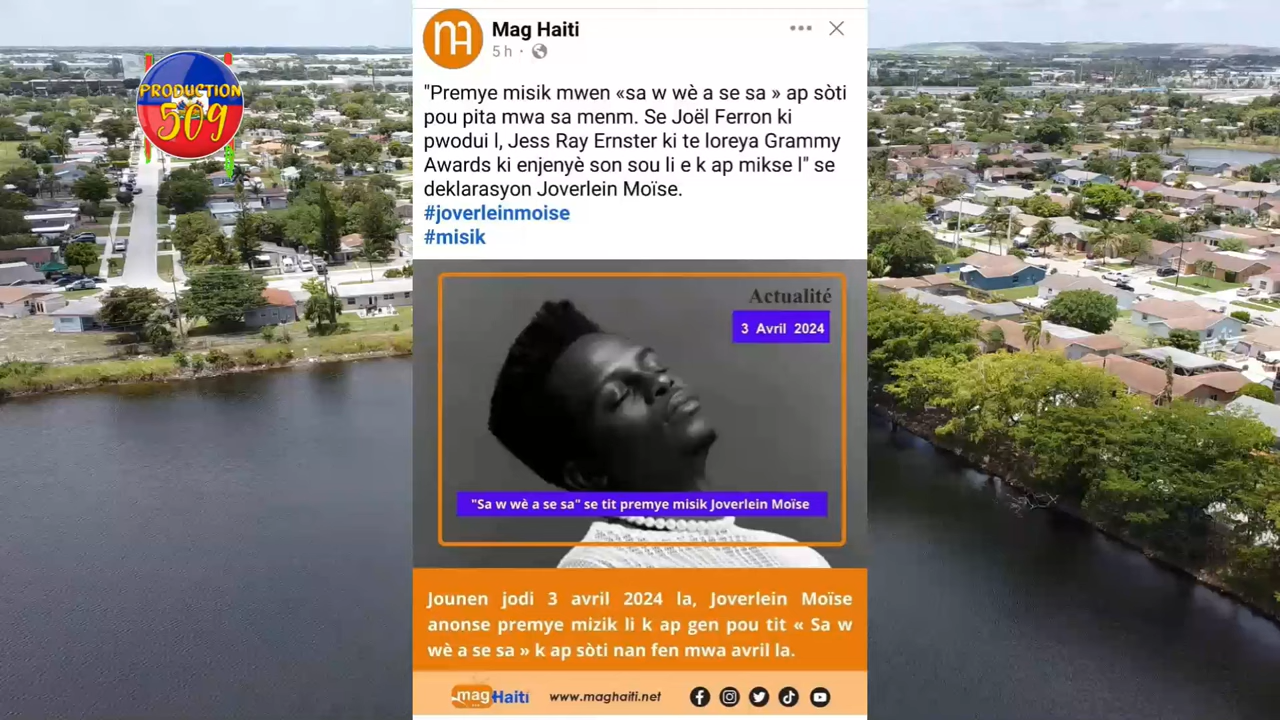 PRODUCTION
509
Mag Haiti
5 h
"Premye misik mwen «sa w wè a se sa » ap sòti
pou pita mwa sa menm. Se Joël Ferron ki
pwodui l, Jess Ray Ernster ki te loreya Grammy
Awards ki enjenyè son sou li e k ap mikse l" se
deklarasyon Joverlein Moïse.
#joverleinmoise
#misik
Actualité
3 Avril 2024
"Sa w wè a se sa" se tit premye misik Joverlein Moïse
Jounen jodi 3 avril 2024 la, Joverlein Moïse
anonse premye mizik li k ap gen pou tit « Sa w
wè a se sa » k ap sòti nan fen mwa avril la.
mag Haiti www.maghaiti.net